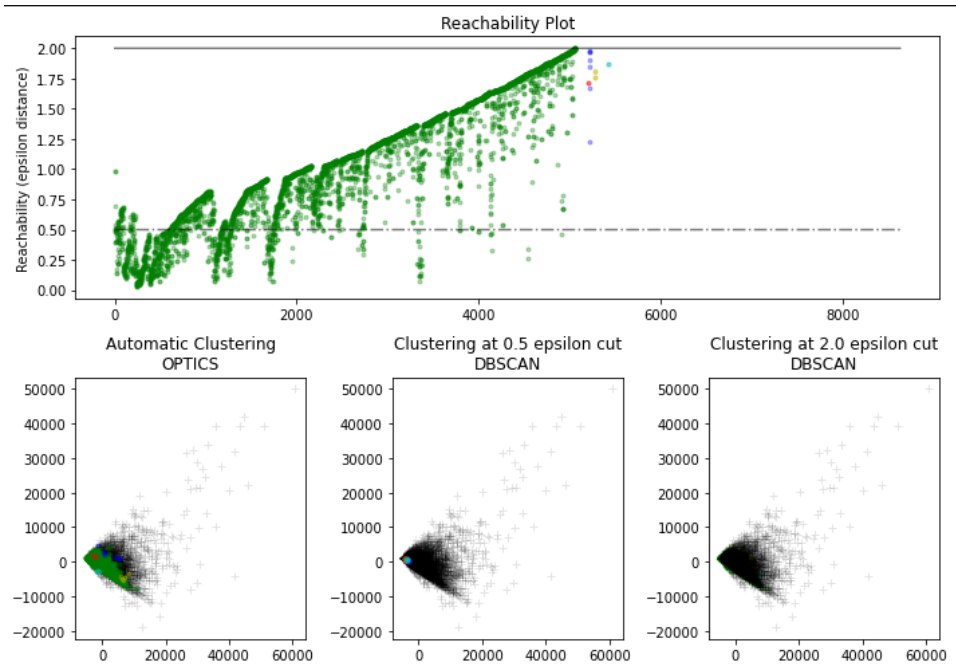 Reachability Plot
Reachability (epsilon distance)
2.00
1.75
1.50
1.25
1.00
0.75
0.50
0.25
0.00
0 2000 4000 6000 8000
Automatic Clustering
OPTICS
50000
40000
30000
20000
10000
0
−10000
−20000
0 20000 40000 60000
Clustering at 0.5 epsilon cut
DBSCAN
50000
40000
30000
20000
10000
0
−10000
−20000
0 20000 40000 60000
Clustering at 2.0 epsilon cut
DBSCAN
50000
40000
30000
20000
10000
0
−10000
−20000
0 20000 40000 60000